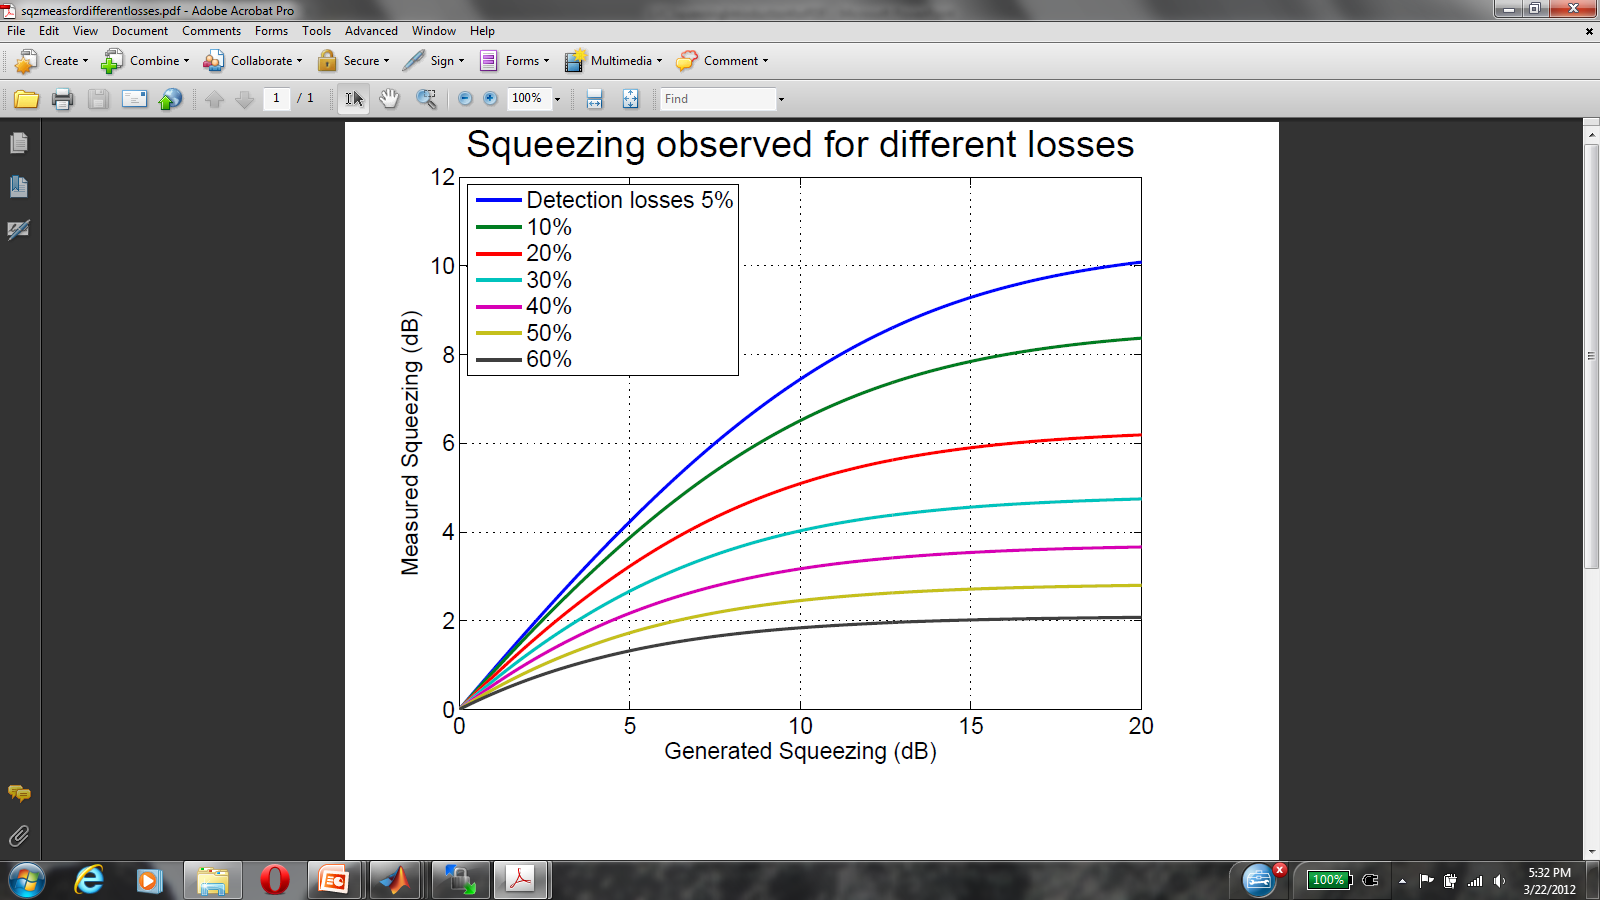 sqzmeasfordifferentlosses.pdf - Adobe Acrobat Pro
File Edit View Document Comments Forms Tools Advanced Window Help
Create Combine Collaborate Secure Sign Forms Multimedia Comment
1 / 1 100% Find
Squeezing observed for different losses
12
10
8
6
4
2
0
Measured Squeezing (dB)
Detection losses 5%
10%
20%
30%
40%
50%
60%
0 5 10 15 20
Generated Squeezing (dB)
100%
5:32 PM
3/22/2012